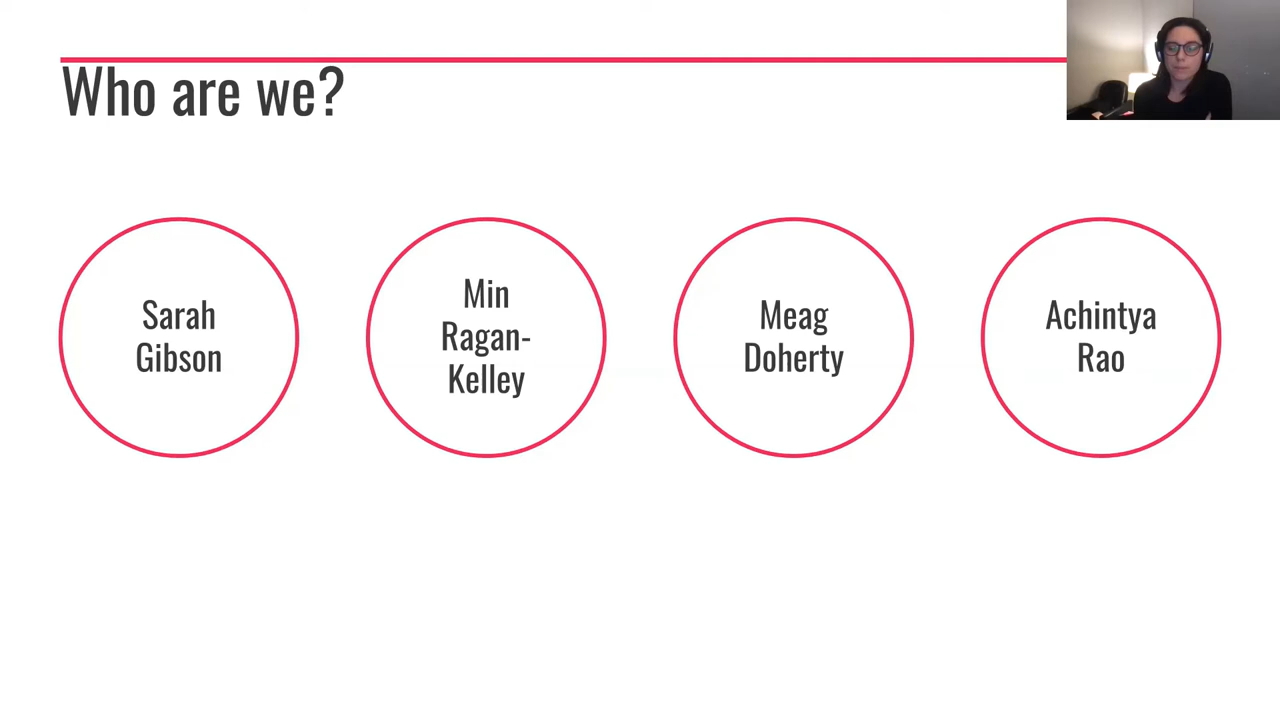 Who are we?
Sarah
Gibson
Min
Ragan-
Kelley
Meag
Doherty
Achintya
Rao